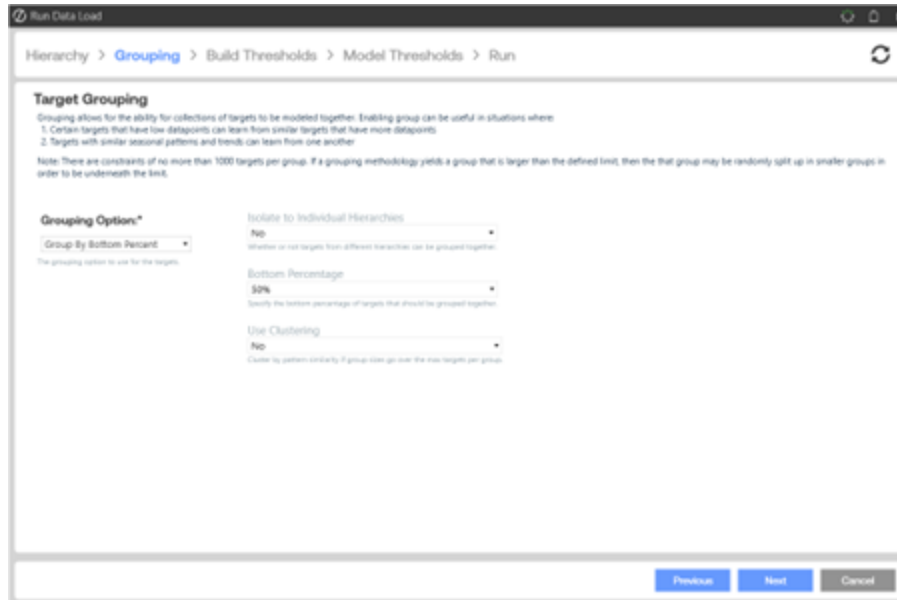 Run Data Load
Hierarchy > Grouping > Build Thresholds > Model Thresholds > Run
Target Grouping
Grouping allows for the ability for collections of targets to be modeled together. Enabling group can be useful in situations where:
1. Certain targets that have low datapoints can learn from similar targets that have more datapoints
2. Targets with similar seasonal patterns and trends can learn from one another
Note: There are constraints of no more than 1000 targets per group. If a grouping methodology yields a group that is larger than the defined limit, then the that group may be randomly split up in smaller groups in
order to be underneath the limit.
Grouping Option:*
Group By Bottom Percent
The grouping option to use for the targets.
Isolate to Individual Hierarchies
No
Whether or not targets from different hierarchies can be grouped together.
Bottom Percentage
50%
Specify the bottom percentage of targets that should be grouped together.
Use Clustering
No
Cluster by pattern similarity if group sizes go over the max targets per group.
Previous
Next
Cancel